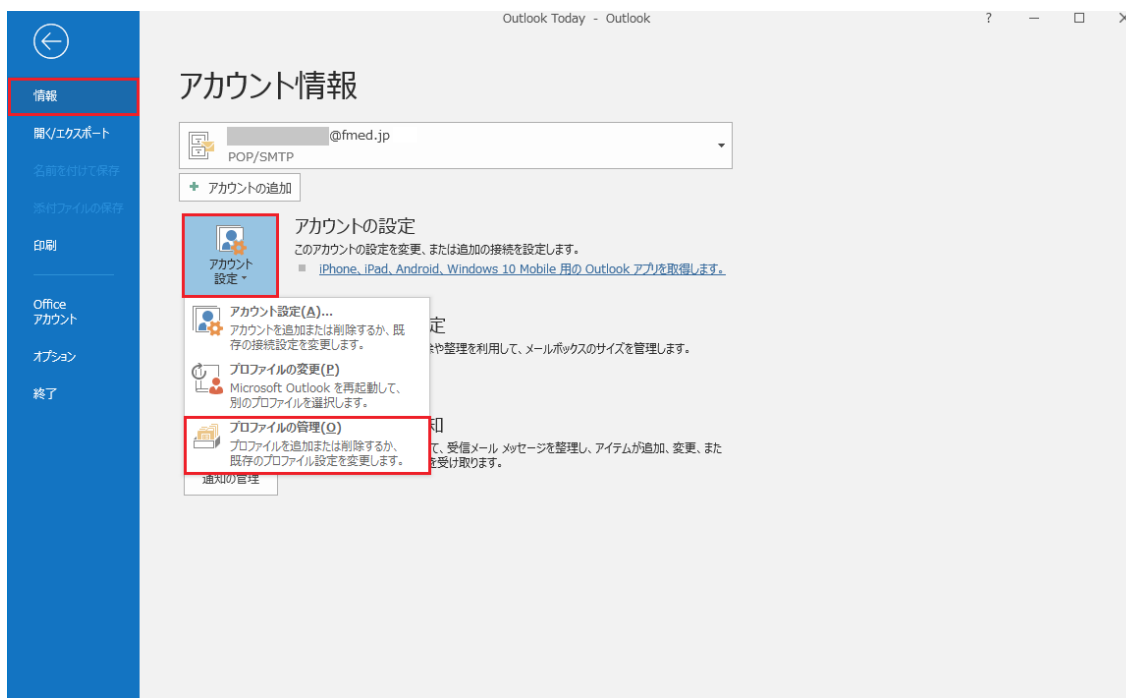 Outlook Today - Outlook
?
アカウント情報
情報
開く/エクスポート
名前を付けて保存
添付ファイルの保存
印刷
Office
アカウント
オプション
終了
@fmed.jp
POP/SMTP
アカウントの追加
アカウント
設定
アカウントの設定
このアカウントの設定を変更、または追加の接続を設定します。
iPhone、iPad、Android、Windows 10 Mobile 用の Outlook アプリを取得します。
アカウント設定(A)...
アカウントを追加または削除するか、既
存の接続設定を変更します。
プロファイルの変更(P)
Microsoft Outlook を再起動して、
別のプロファイルを選択します。
プロファイルの管理(O)
プロファイルを追加または削除するか、
既存のプロファイル設定を変更します。
定
や整理を利用して、メールボックスのサイズを管理します。
知
て、受信メール メッセージを整理し、アイテムが追加、変更、また
を受け取ります。
通知の管理